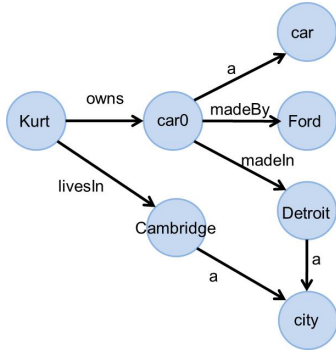 car
a
owns
madeBy
Kurt
car0
Ford
madeIn
livesIn
Detroit
Cambridge
a
a
city